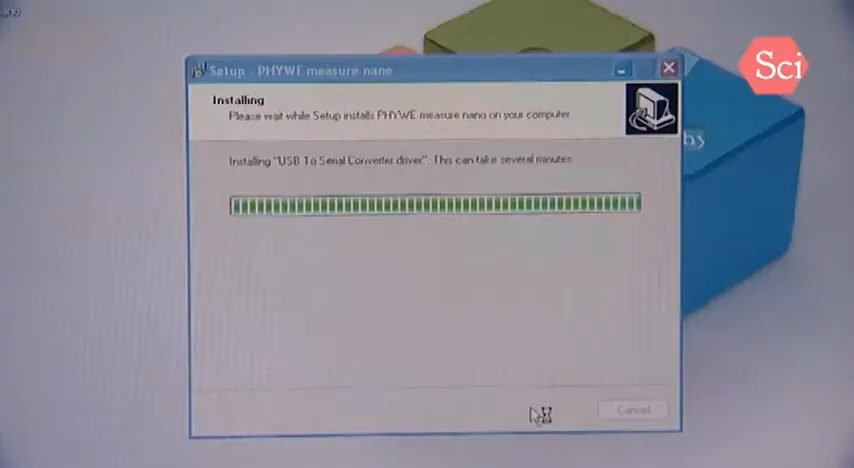 Sci
Setup - PHYWE measure nano
Installing
Please wait while Setup installs PHYWE measure nano on your computer.
Installing "USB To Serial Converter driver". This can take several minutes.
Cancel